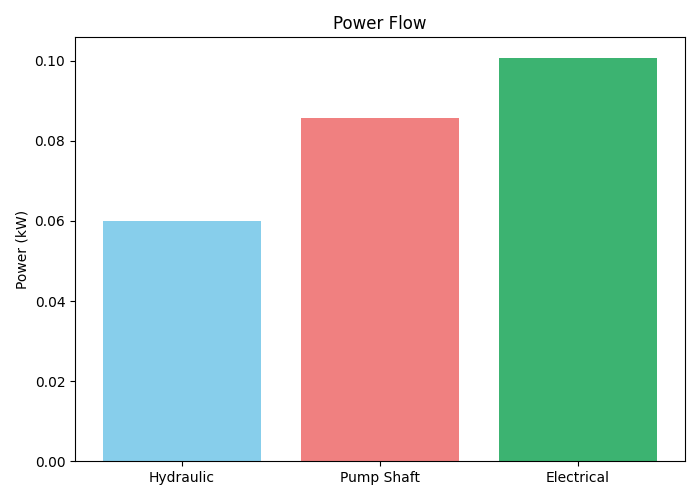 Power Flow
Power (kW)
0.10
0.08
0.06
0.04
0.02
0.00
Hydraulic
Pump Shaft
Electrical